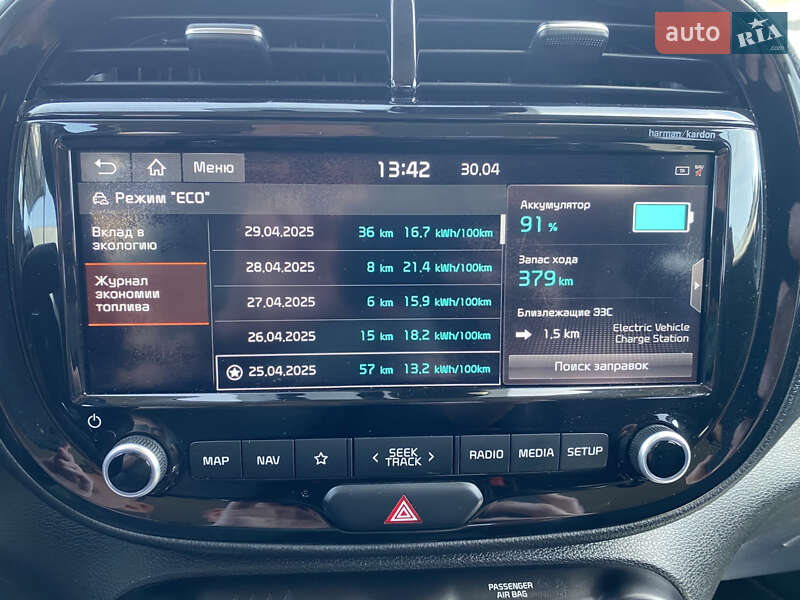 auto RIA
harman/kardon
Меню
13:42
30.04
Режим "ECO"
Вклад в
экологию
Журнал
экономии
топлива
29.04.2025 36 km 16.7 kWh/100km
28.04.2025 8 km 21.4 kWh/100km
27.04.2025 6 km 15.9 kWh/100km
26.04.2025 15 km 18.2 kWh/100km
25.04.2025 57 km 13.2 kWh/100km
Аккумулятор
91 %
Запас хода
379 km
Близлежащие ЭЗС
1.5 km
Electric Vehicle
Charge Station
Поиск заправок
MAP
NAV
SEEK
TRACK
RADIO
MEDIA
SETUP
PASSENGER
AIR BAG